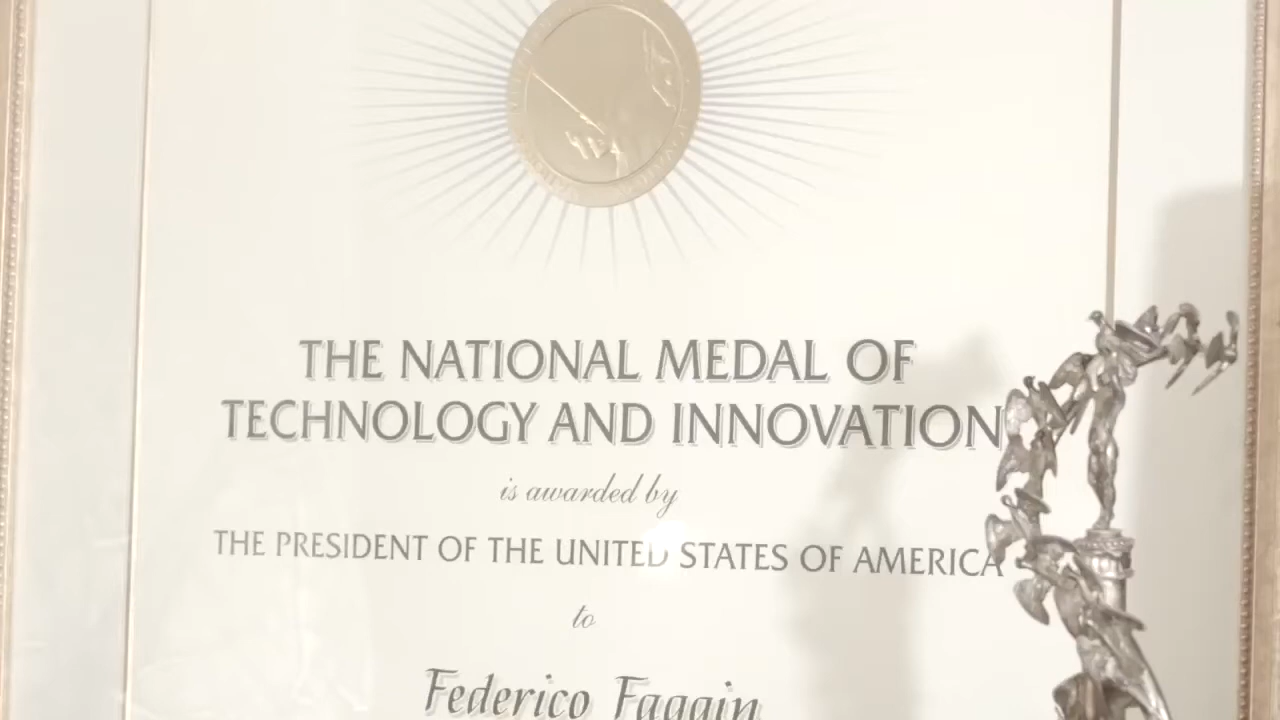 THE NATIONAL MEDAL OF
TECHNOLOGY AND INNOVATION
is awarded by
THE PRESIDENT OF THE UNITED STATES OF AMERICA
to
Federico Faggin